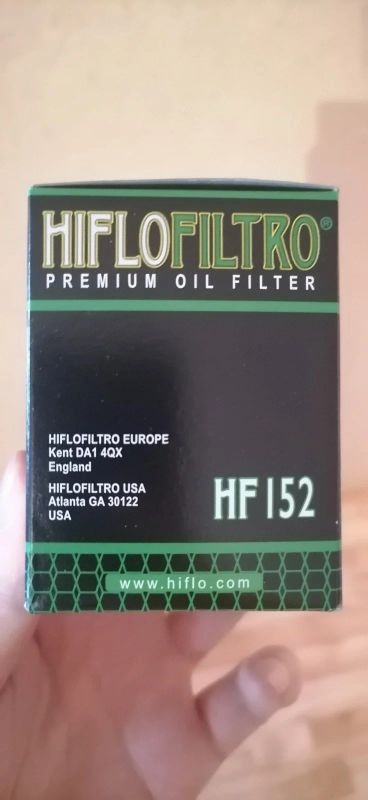 HIFLOFILTRO®
PREMIUM OIL FILTER
HIFLOFILTRO EUROPE
Kent DA1 4QX
England
HIFLOFILTRO USA
Atlanta GA 30122
USA
HF152
www.hiflo.com